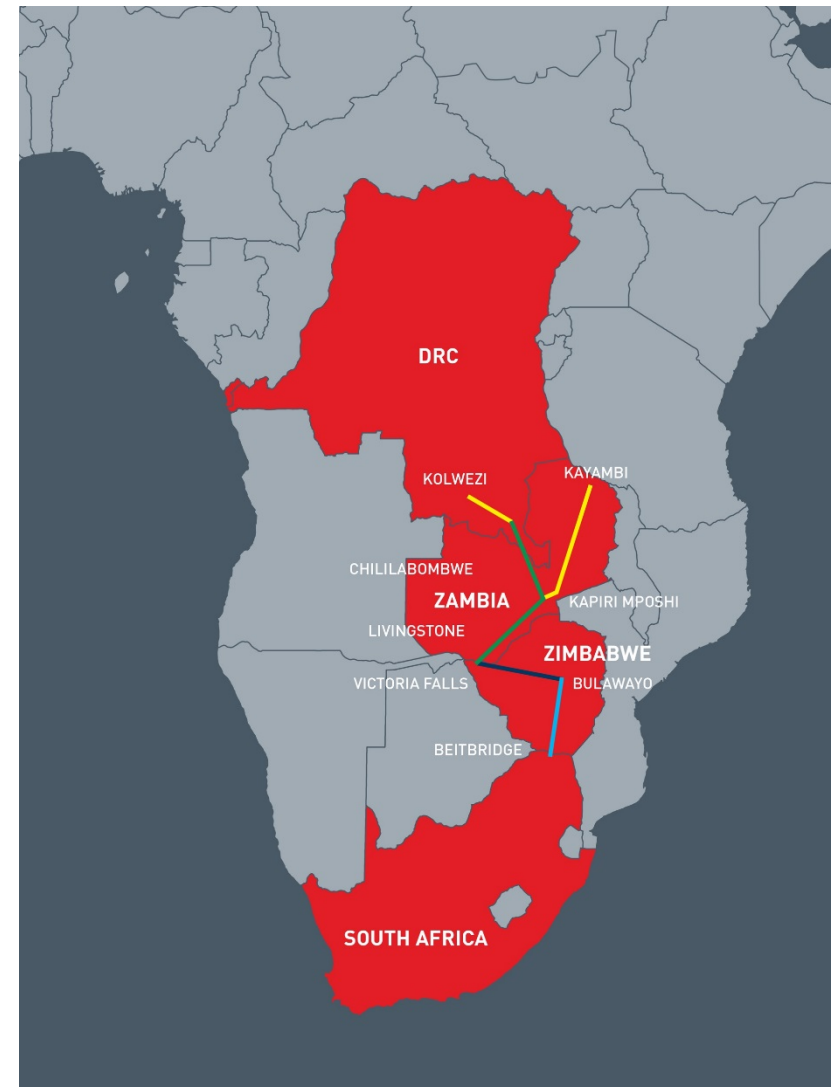 DRC
KOLWEZI
KAYAMBI
CHILILABOMBWE
ZAMBIA
KAPIRI MPOSHI
LIVINGSTONE
ZIMBABWE
VICTORIA FALLS
BULAWAYO
BEITBRIDGE
SOUTH AFRICA